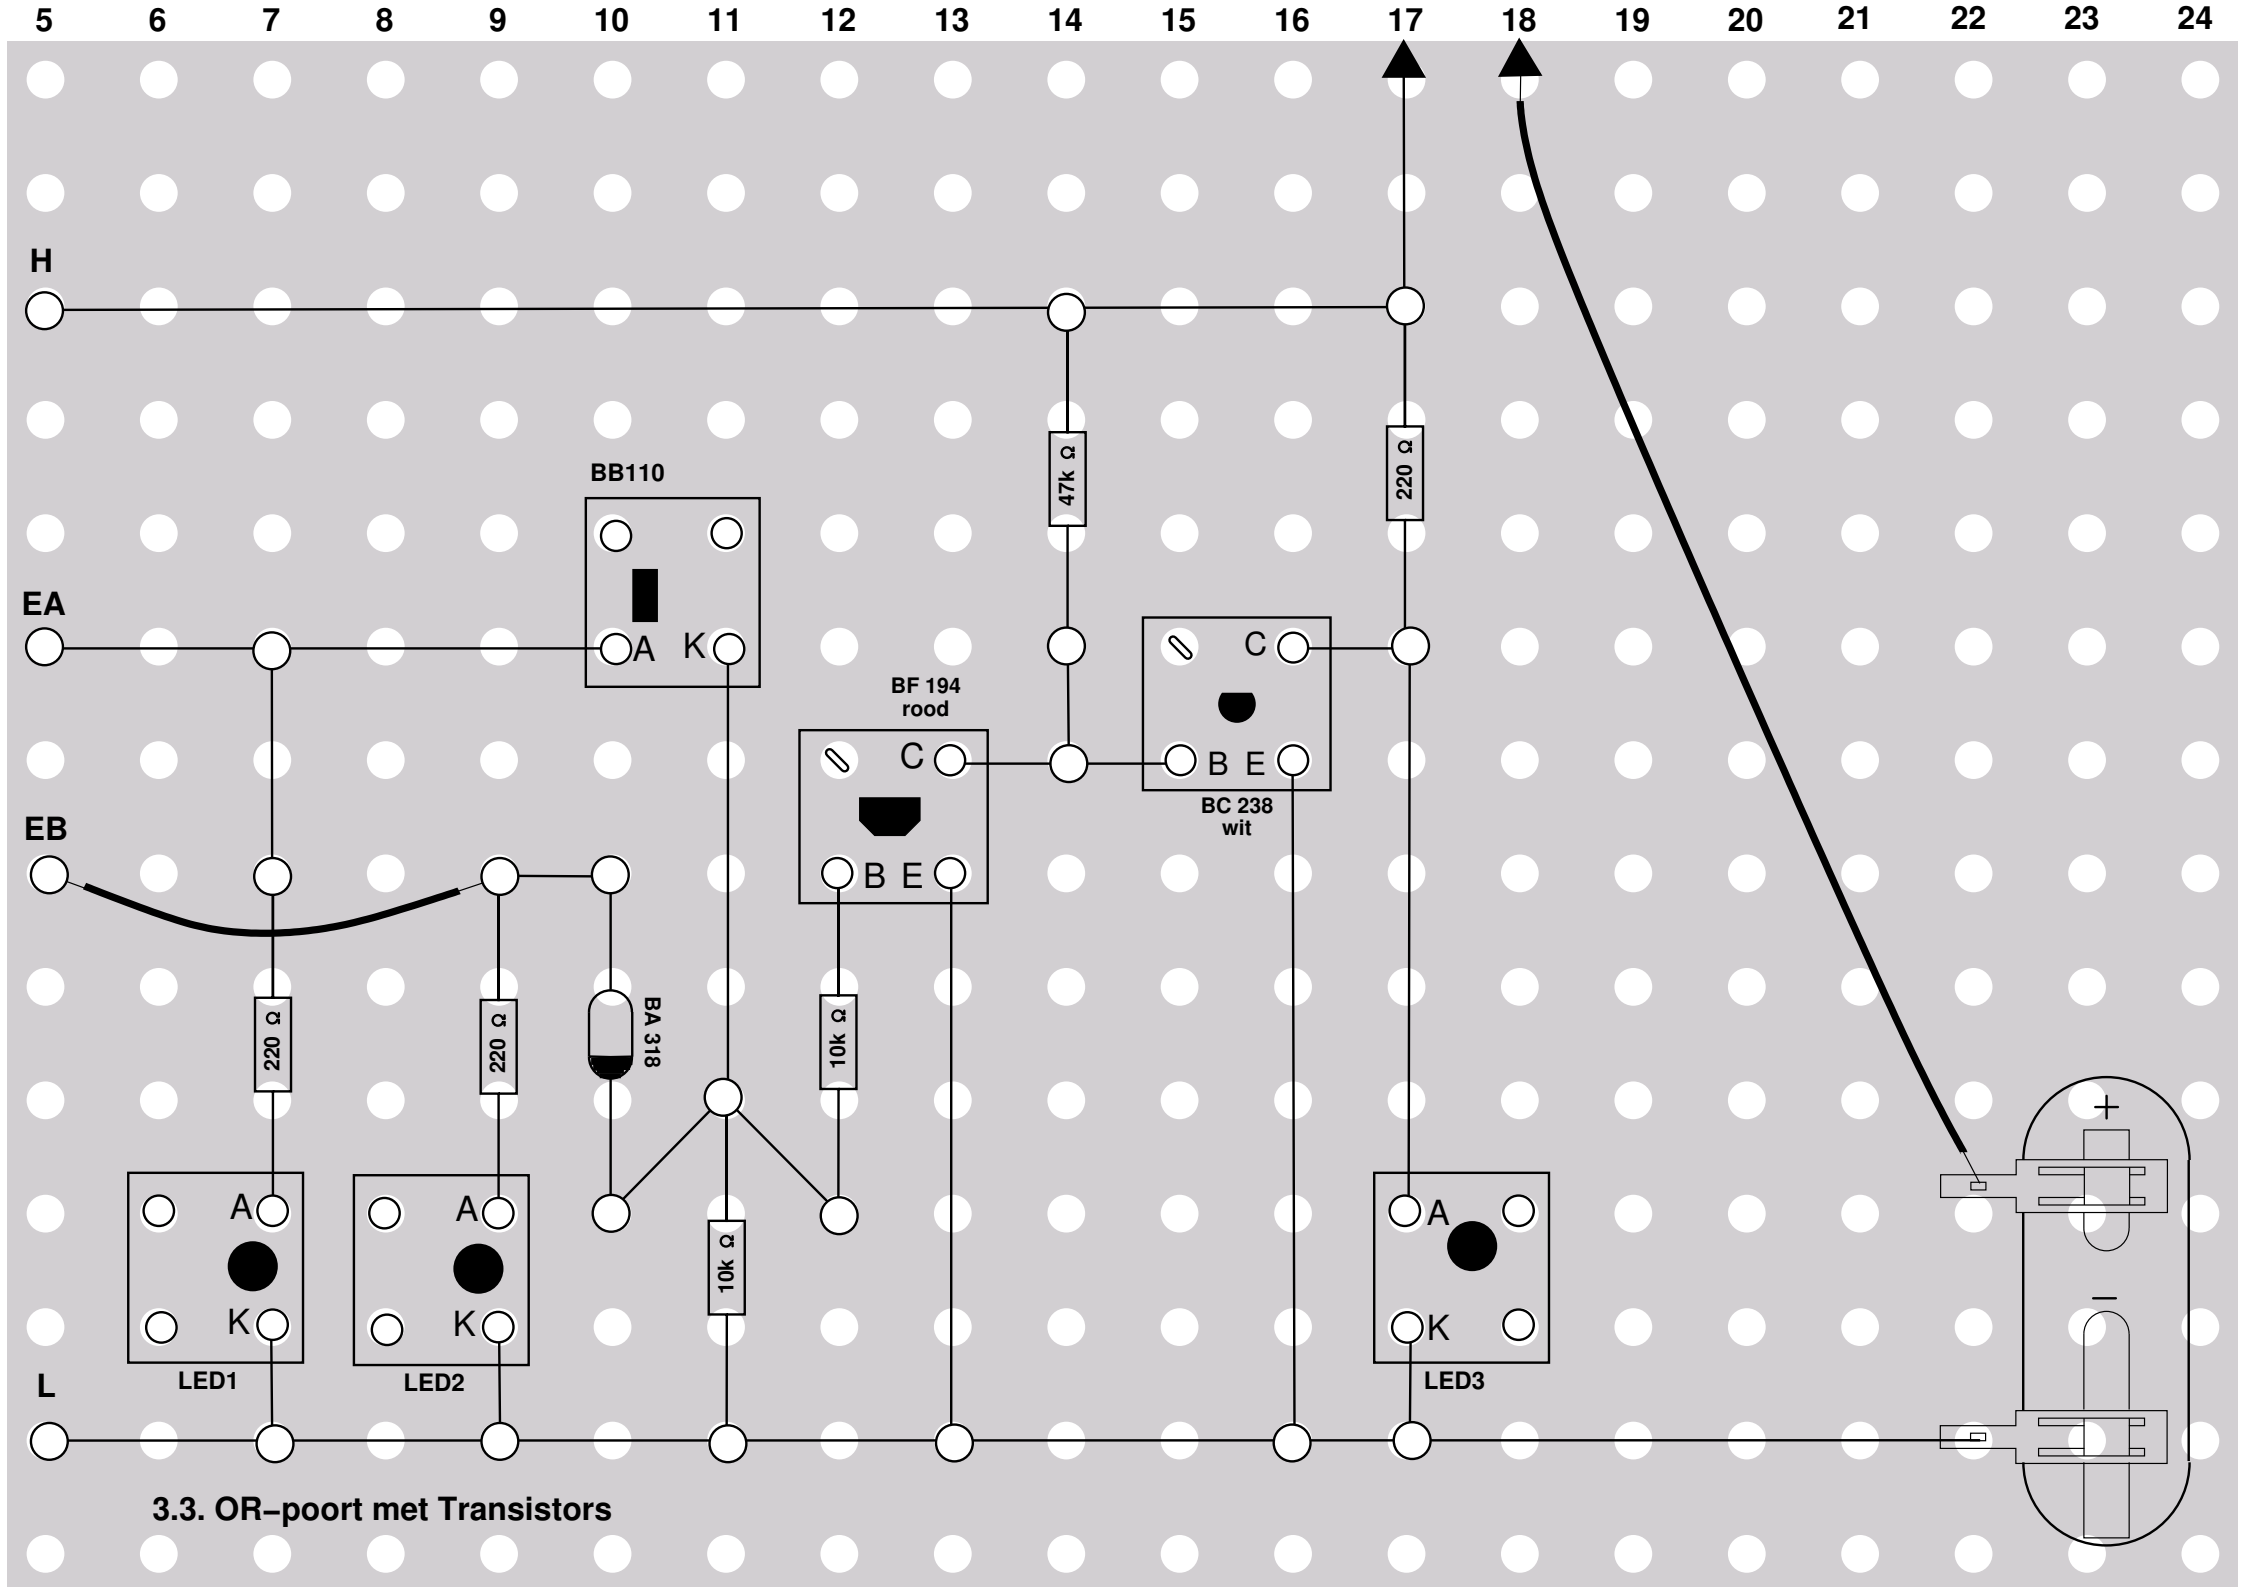 5 6 7 8 9 10 11 12 13 14 15 16 17 18 19 20 21 22 23 24
H
BB110
47k Ω
220 Ω
EA
A K
C
BF 194
rood
C
B E
BC 238
wit
EB
B E
220 Ω
220 Ω
BA 318
10k Ω
+
A
A
A
10k Ω
−
K
K
K
LED1
LED2
LED3
L
3.3. OR−poort met Transistors